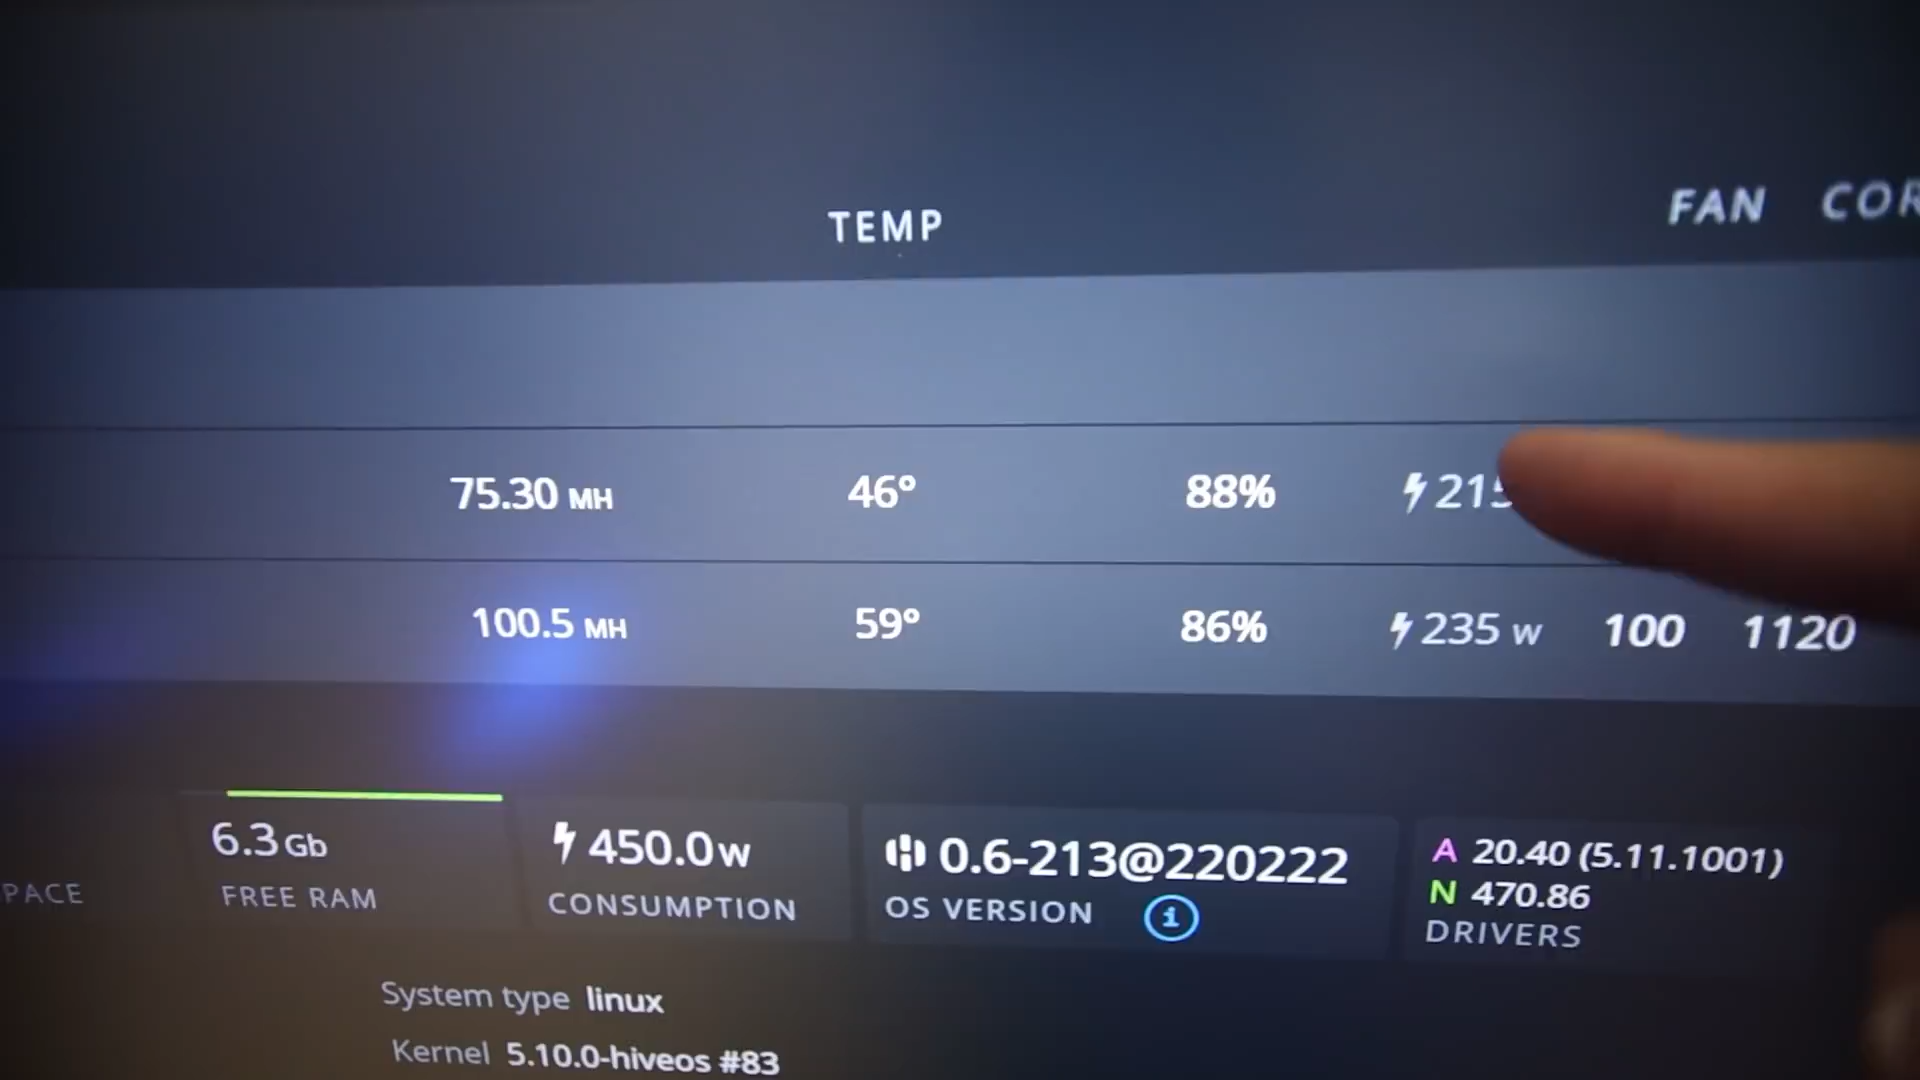 TEMP FAN
75.30 MH 46° 88% 215
100.5 MH 59° 86% 235 w 100 1120
6.3 Gb 450.0 w 0.6-213@220222 A 20.40 (5.11.1001)
N 470.86
FREE RAM CONSUMPTION OS VERSION DRIVERS
System type linux
Kernel 5.10.0-hiveos #83